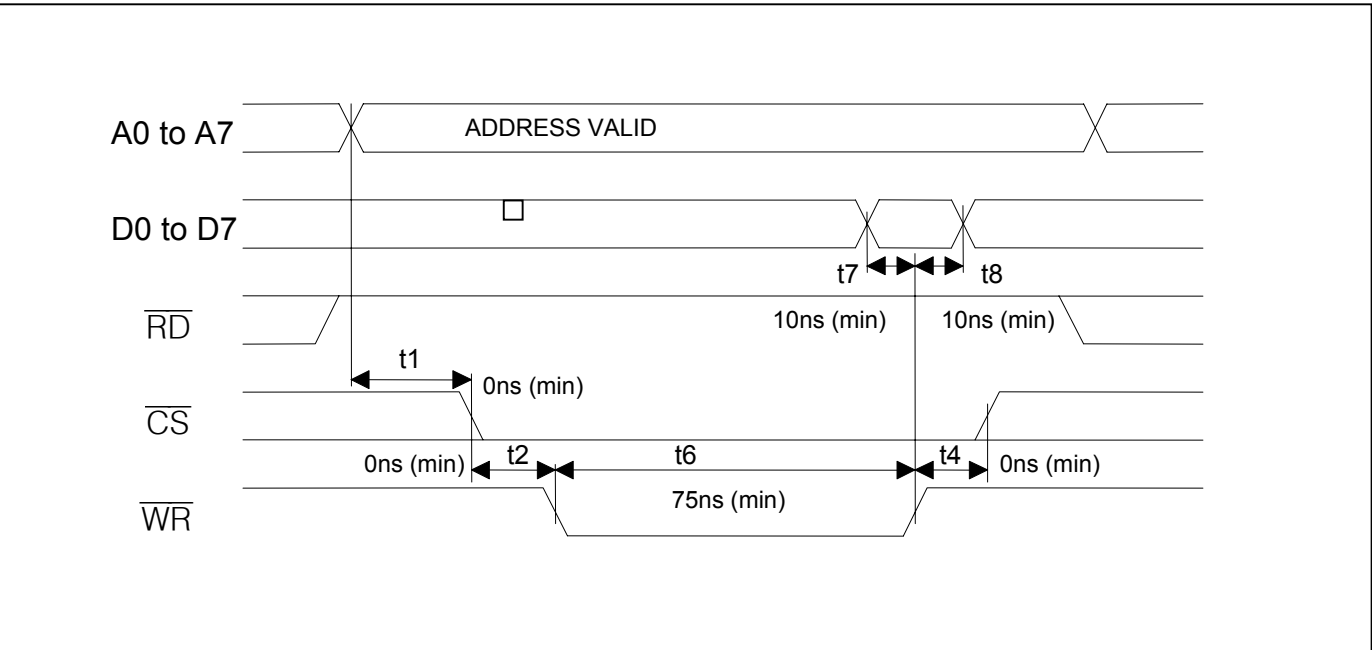 A0 to A7
ADDRESS VALID
D0 to D7
t7
t8
RD
10ns (min)
10ns (min)
t1
0ns (min)
CS
0ns (min)
t2
t6
t4
0ns (min)
WR
75ns (min)